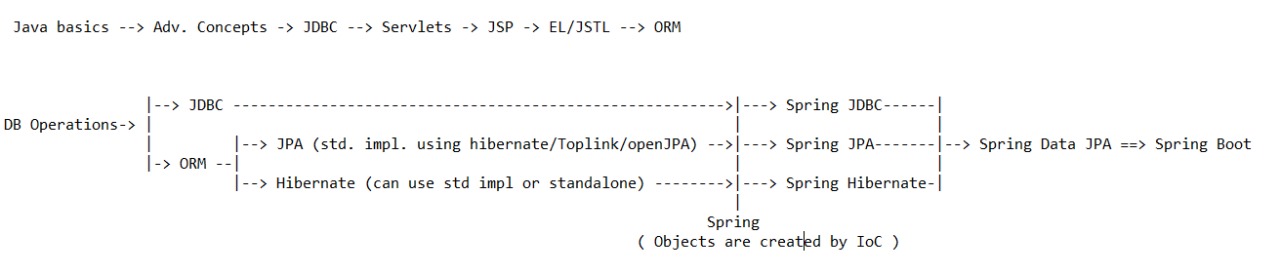 Java basics --> Adv. Concepts -> JDBC --> Servlets -> JSP -> EL/JSTL --> ORM
|--> JDBC -------------------------------------------------------->|---> Spring JDBC------|
DB Operations-> |
|--> JPA (std. impl. using hibernate/Toplink/openJPA) -->|---> Spring JPA-------|--> Spring Data JPA ==> Spring Boot
|-> ORM --|
|--> Hibernate (can use std impl or standalone) -------->|---> Spring Hibernate-|
Spring
( Objects are created by IoC )